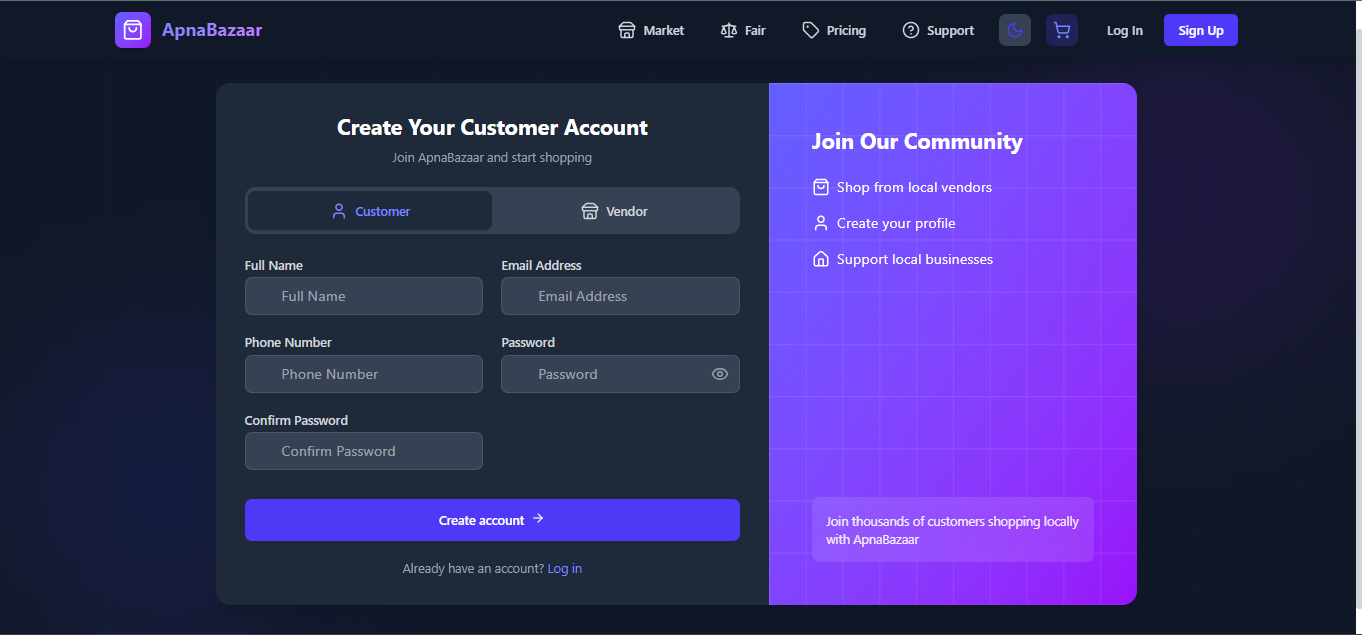 ApnaBazaar
Market
Fair
Pricing
Support
Log In
Sign Up
Create Your Customer Account
Join ApnaBazaar and start shopping
Customer
Vendor
Full Name
Full Name
Email Address
Email Address
Phone Number
Phone Number
Password
Password
Confirm Password
Confirm Password
Create account →
Already have an account? Log in
Join Our Community
Shop from local vendors
Create your profile
Support local businesses
Join thousands of customers shopping locally
with ApnaBazaar